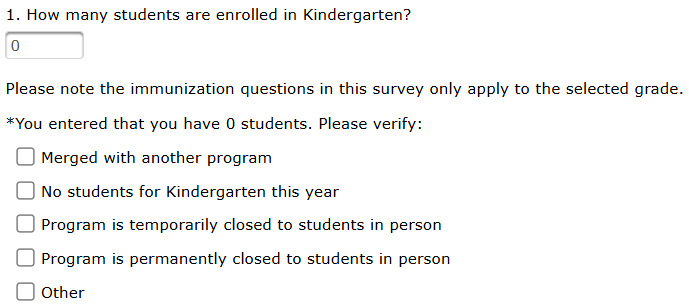 1. How many students are enrolled in Kindergarten?
0
Please note the immunization questions in this survey only apply to the selected grade.
*You entered that you have 0 students. Please verify:
Merged with another program
No students for Kindergarten this year
Program is temporarily closed to students in person
Program is permanently closed to students in person
Other